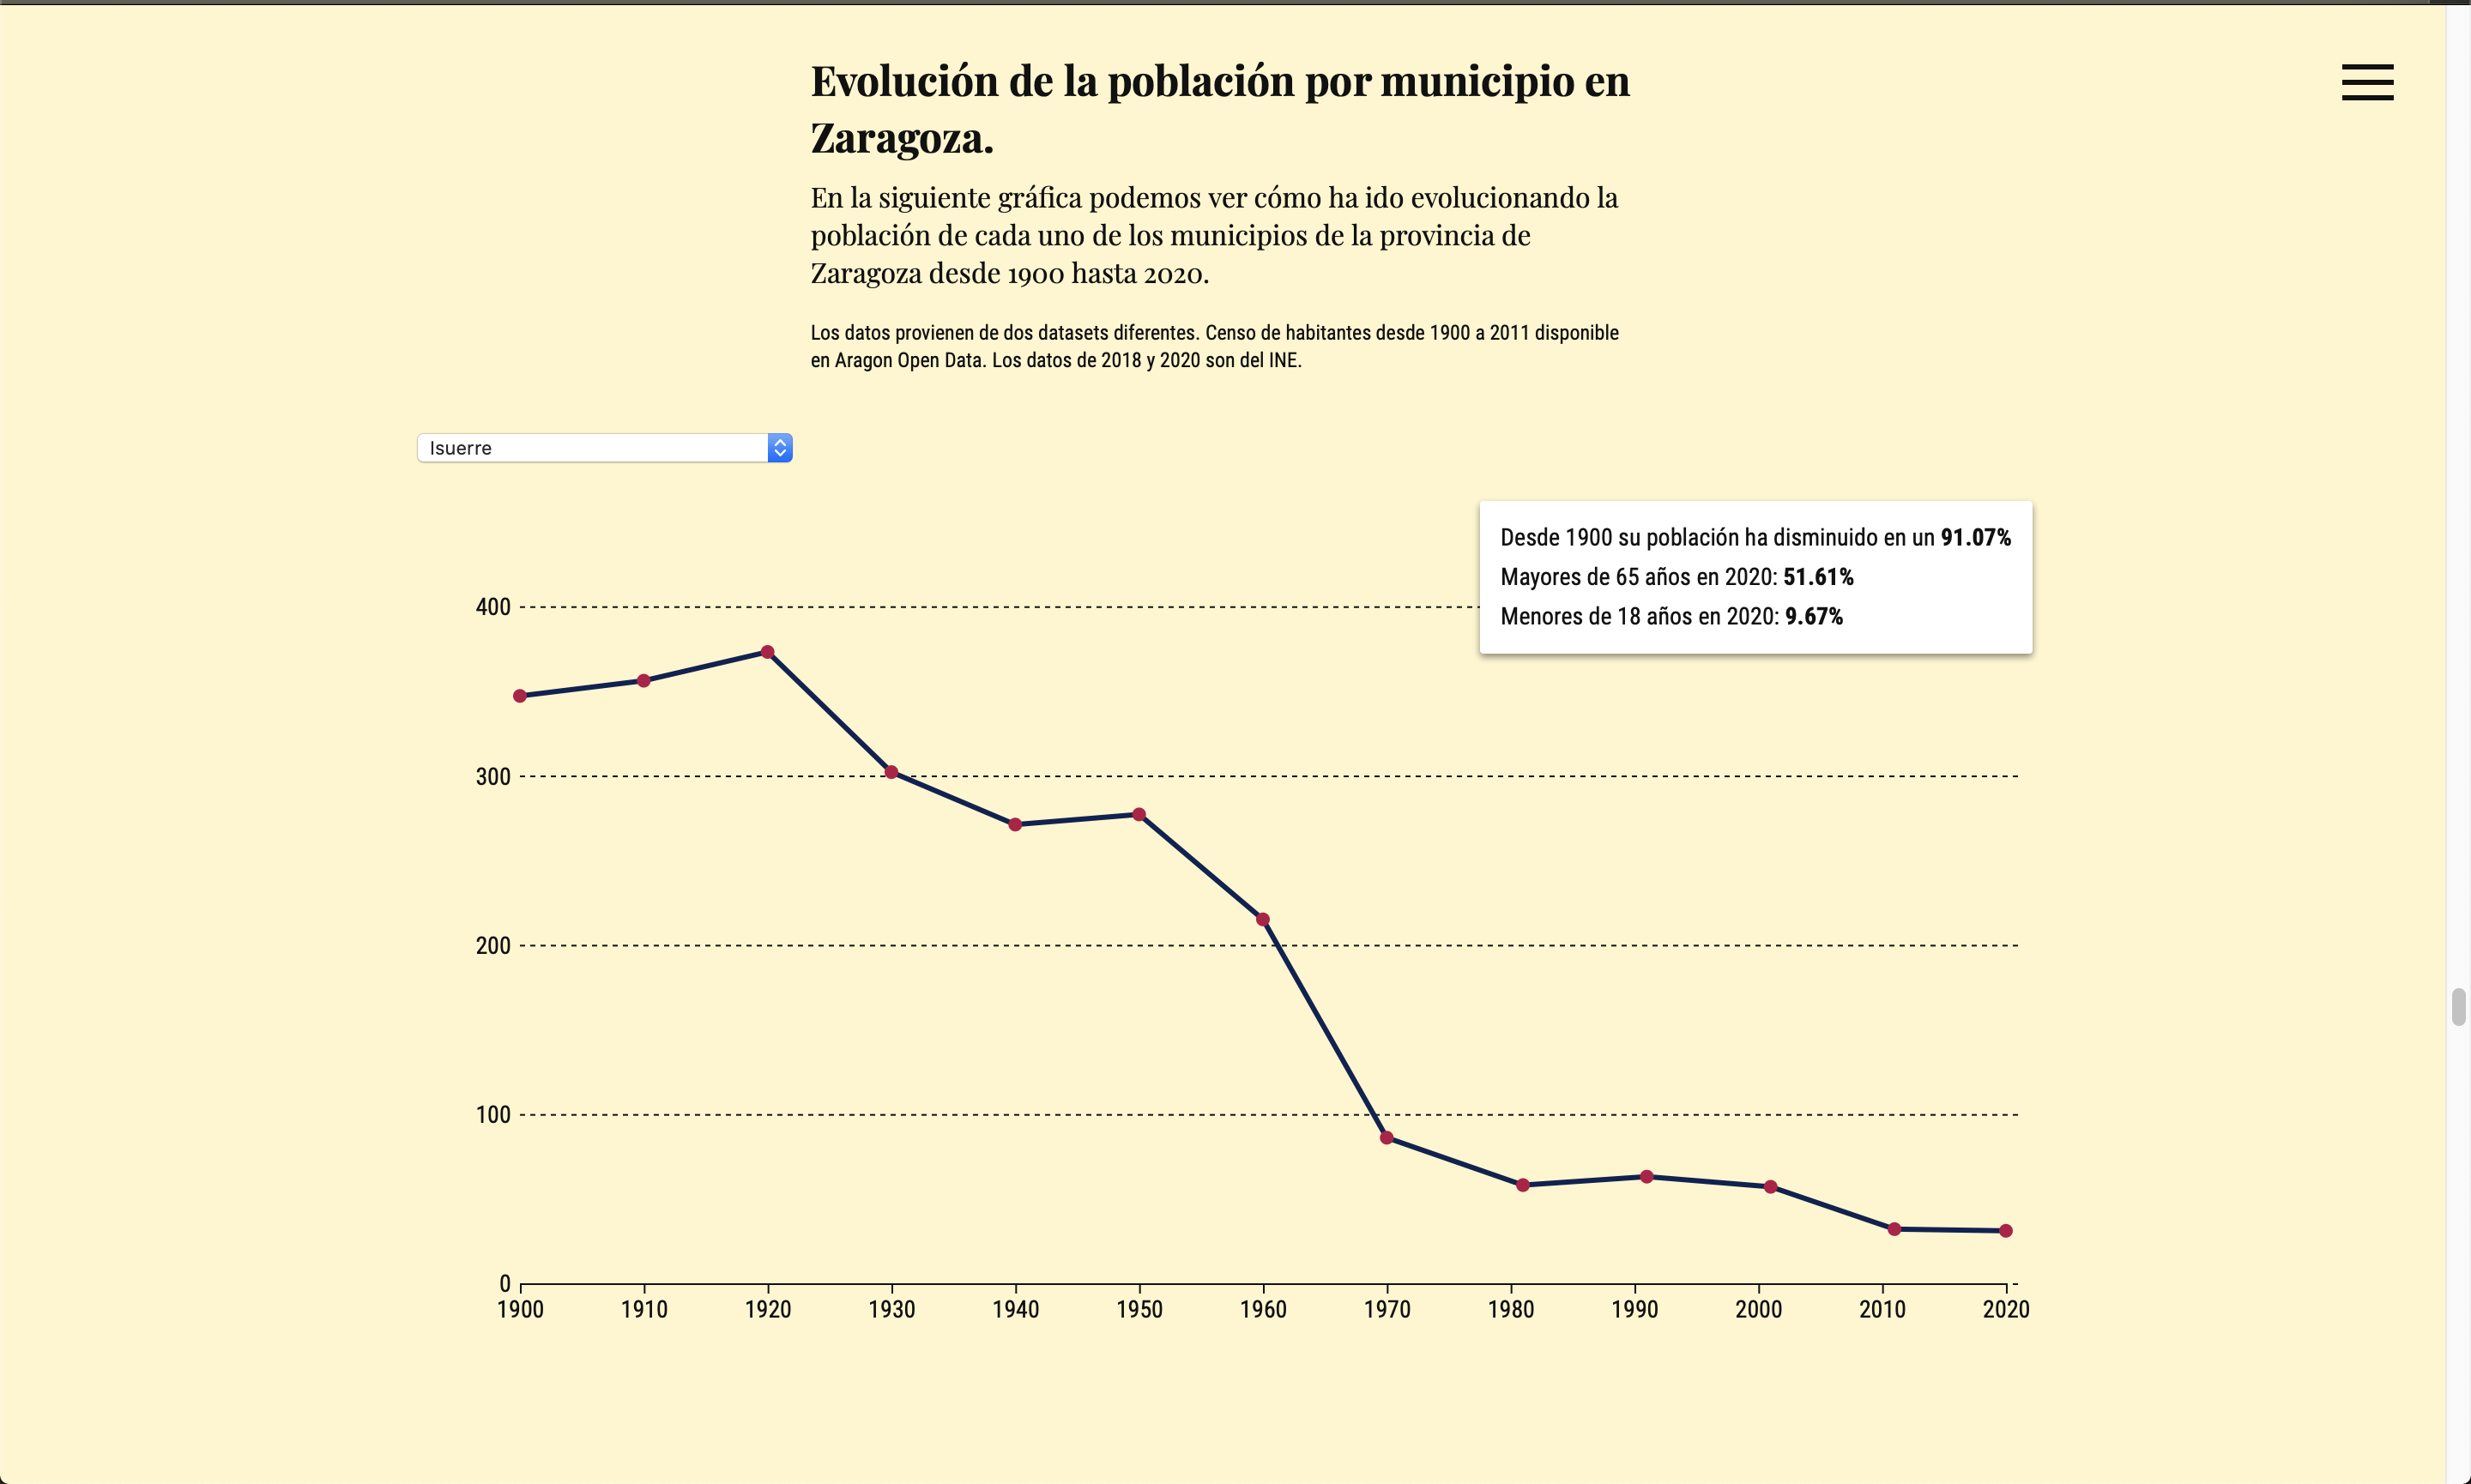 Evolución de la población por municipio en
Zaragoza.
En la siguiente gráfica podemos ver cómo ha ido evolucionando la
población de cada uno de los municipios de la provincia de
Zaragoza desde 1900 hasta 2020.
Los datos provienen de dos datasets diferentes. Censo de habitantes desde 1900 a 2011 disponible
en Aragon Open Data. Los datos de 2018 y 2020 son del INE.
Isuerre
Desde 1900 su población ha disminuido en un 91.07%
Mayores de 65 años en 2020: 51.61%
Menores de 18 años en 2020: 9.67%
400
300
200
100
0
1900 1910 1920 1930 1940 1950 1960 1970 1980 1990 2000 2010 2020